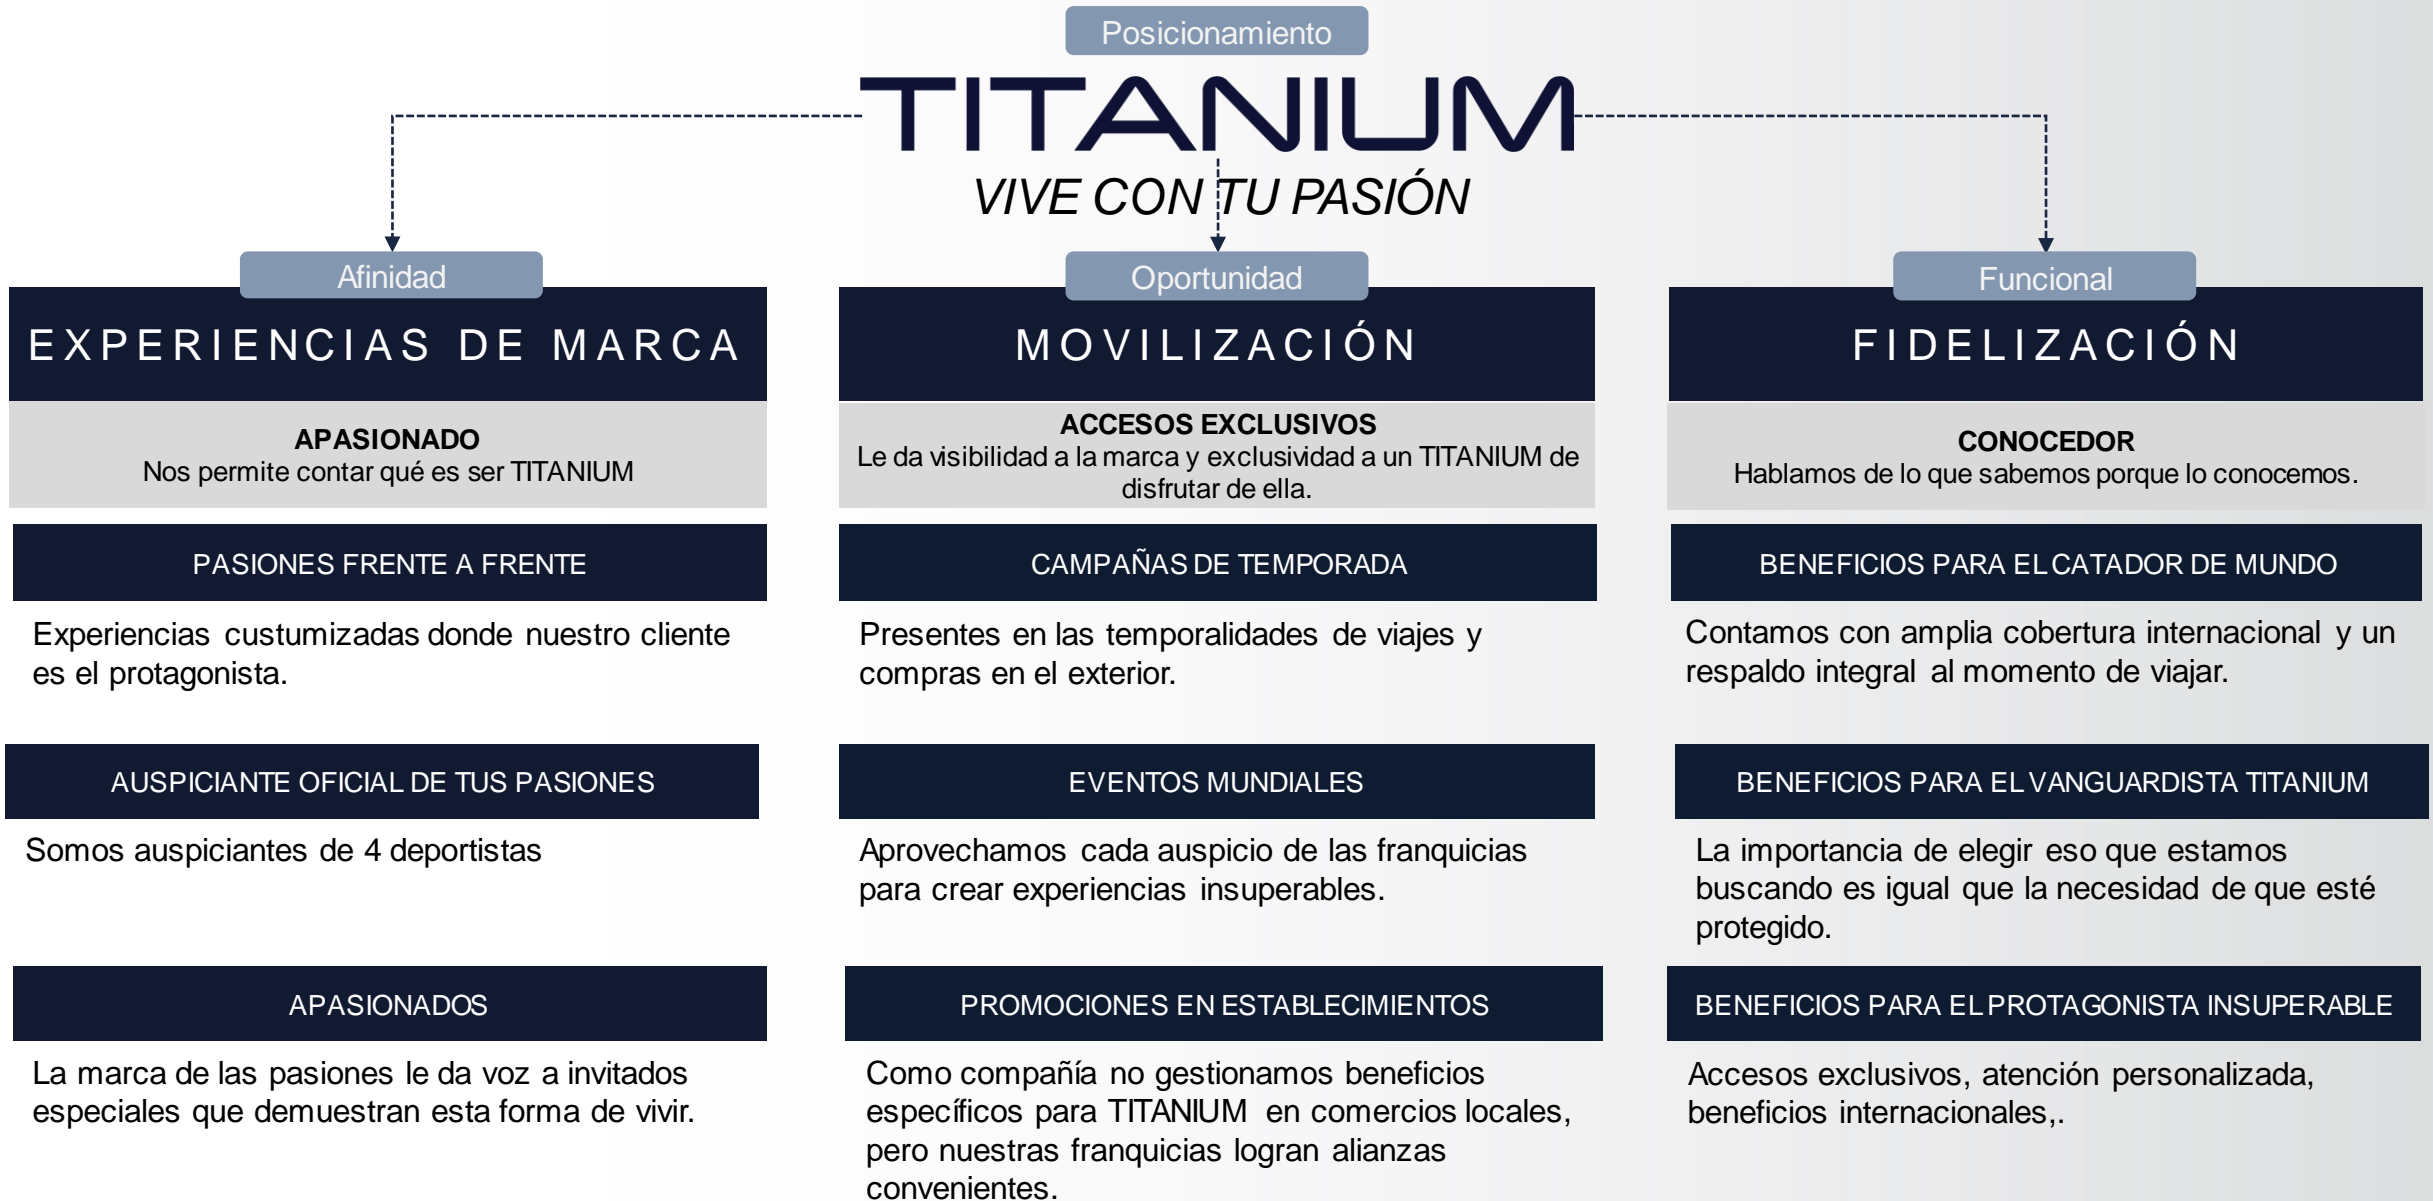 Posicionamiento
TITANIUM
VIVE CON TU PASIÓN
Afinidad
EXPERIENCIAS DE MARCA
APASIONADO
Nos permite contar qué es ser TITANIUM
PASIONES FRENTE A FRENTE
Experiencias custumizadas donde nuestro cliente
es el protagonista.
AUSPICIANTE OFICIAL DE TUS PASIONES
Somos auspiciantes de 4 deportistas
APASIONADOS
La marca de las pasiones le da voz a invitados
especiales que demuestran esta forma de vivir.
Oportunidad
MOVILIZACIÓN
ACCESOS EXCLUSIVOS
Le da visibilidad a la marca y exclusividad a un TITANIUM de
disfrutar de ella.
CAMPAÑAS DE TEMPORADA
Presentes en las temporalidades de viajes y
compras en el exterior.
EVENTOS MUNDIALES
Aprovechamos cada auspicio de las franquicias
para crear experiencias insuperables.
PROMOCIONES EN ESTABLECIMIENTOS
Como compañía no gestionamos beneficios
específicos para TITANIUM en comercios locales,
pero nuestras franquicias logran alianzas
convenientes.
Funcional
FIDELIZACIÓN
CONOCEDOR
Hablamos de lo que sabemos porque lo conocemos.
BENEFICIOS PARA EL CATADOR DE MUNDO
Contamos con amplia cobertura internacional y un
respaldo integral al momento de viajar.
BENEFICIOS PARA EL VANGUARDISTA TITANIUM
La importancia de elegir eso que estamos
buscando es igual que la necesidad de que esté
protegido.
BENEFICIOS PARA EL PROTAGONISTA INSUPERABLE
Accesos exclusivos, atención personalizada,
beneficios internacionales,.